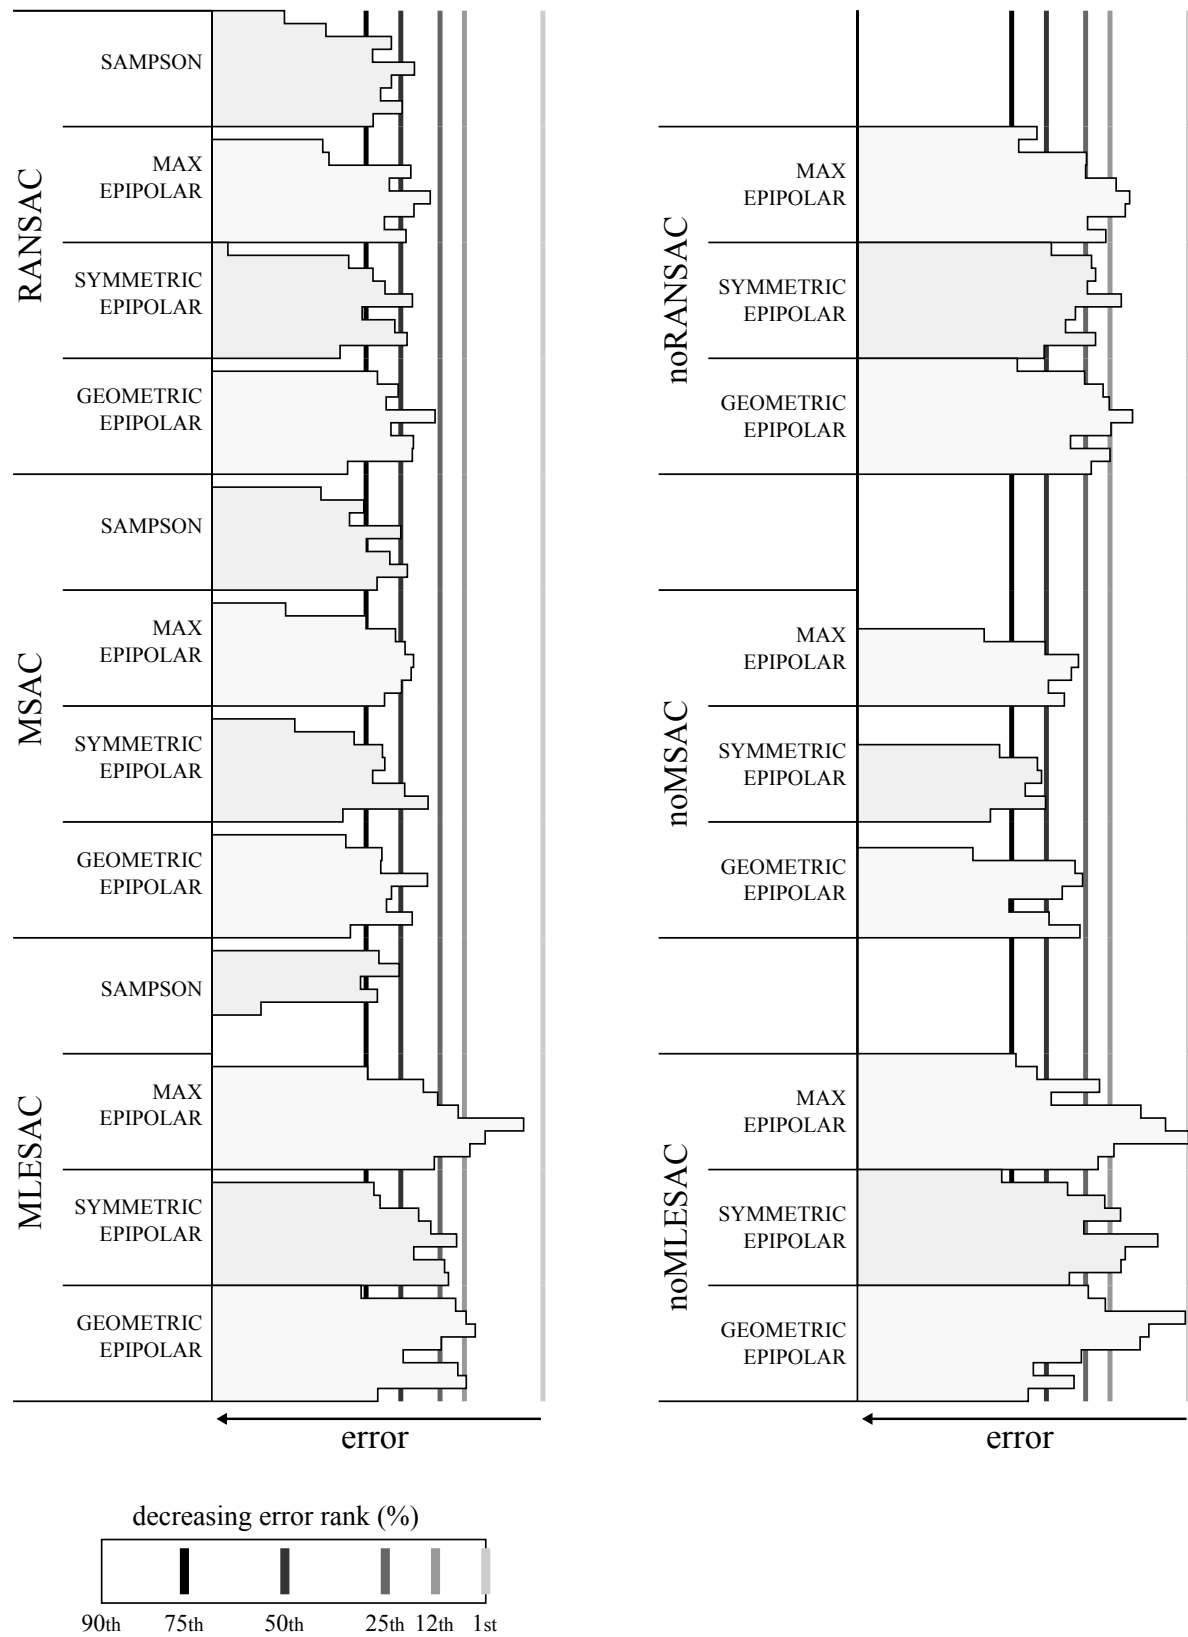 RANSAC
SAMPSON
MAX
EPIPOLAR
SYMMETRIC
EPIPOLAR
GEOMETRIC
EPIPOLAR
MSAC
SAMPSON
MAX
EPIPOLAR
SYMMETRIC
EPIPOLAR
GEOMETRIC
EPIPOLAR
MLESAC
SAMPSON
MAX
EPIPOLAR
SYMMETRIC
EPIPOLAR
GEOMETRIC
EPIPOLAR
error
noRANSAC
MAX
EPIPOLAR
SYMMETRIC
EPIPOLAR
GEOMETRIC
EPIPOLAR
noMSAC
MAX
EPIPOLAR
SYMMETRIC
EPIPOLAR
GEOMETRIC
EPIPOLAR
noMLESAC
MAX
EPIPOLAR
SYMMETRIC
EPIPOLAR
GEOMETRIC
EPIPOLAR
error
decreasing error rank (%)
90th 75th 50th 25th 12th 1st